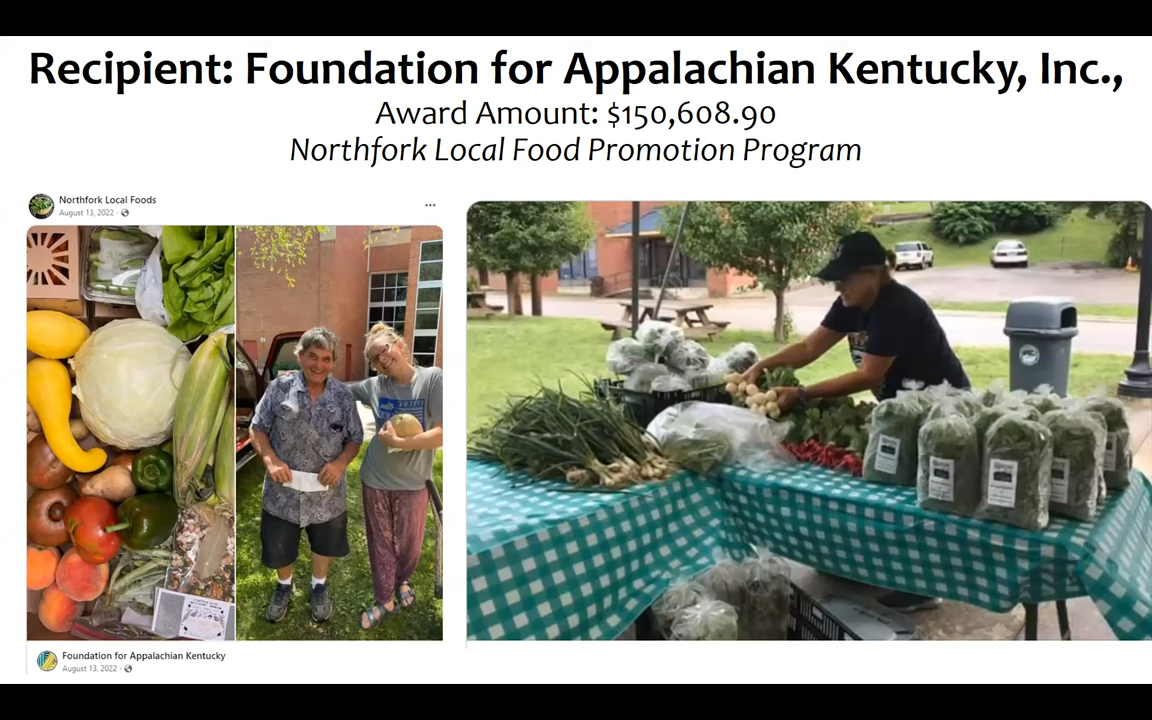 Recipient: Foundation for Appalachian Kentucky, Inc.,
Award Amount: $150,608.90
Northfork Local Food Promotion Program
Northfork Local Foods
August 13, 2022 ·
Foundation for Appalachian Kentucky
August 13, 2022 ·